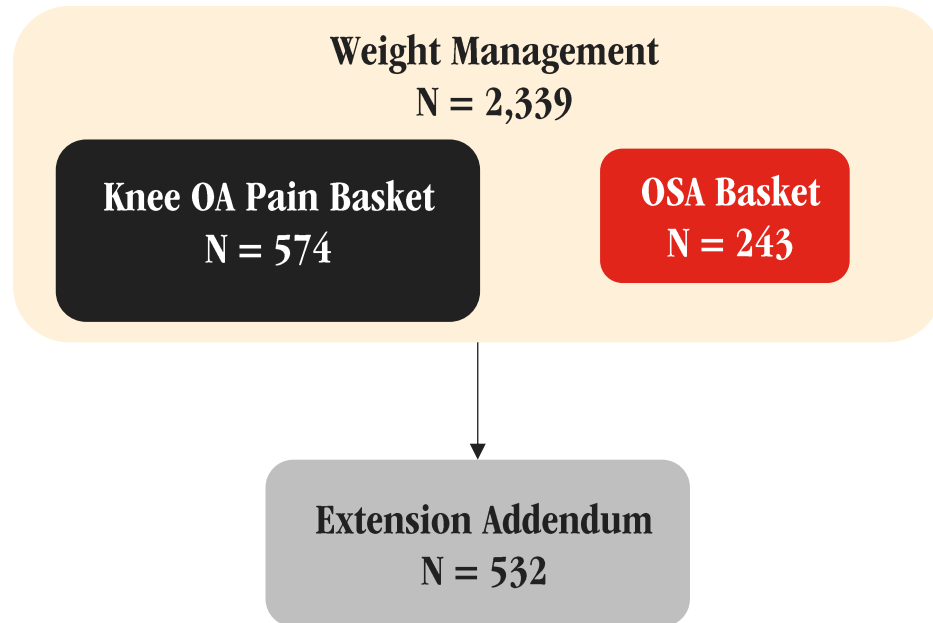 Weight Management
N = 2,339
Knee OA Pain Basket
N = 574
OSA Basket
N = 243
Extension Addendum
N = 532